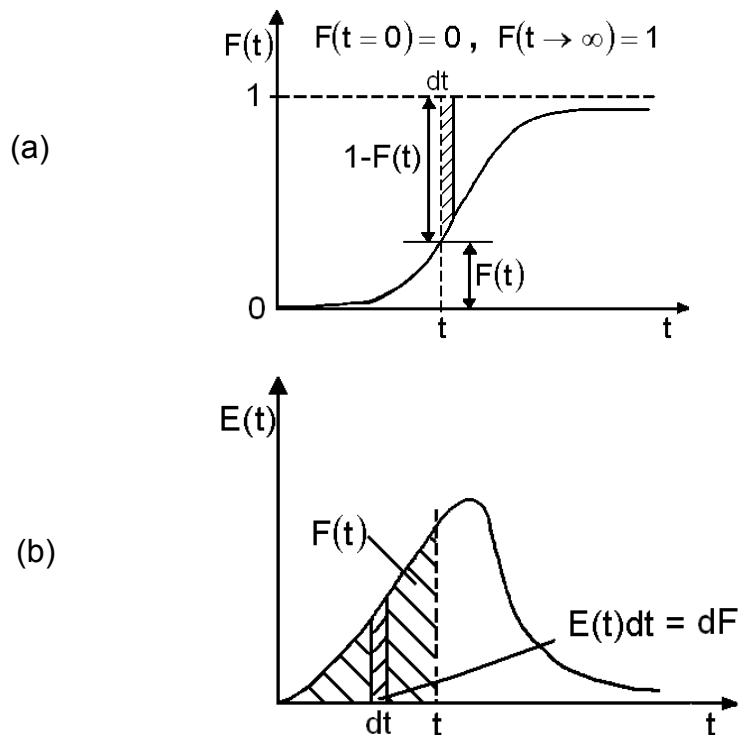 F(t) F(t = 0) = 0 , F(t → ∞) = 1
dt
1
(a)
1-F(t)
F(t)
0
t t
E(t)
F(t)
(b)
E(t)dt = dF
dt t t